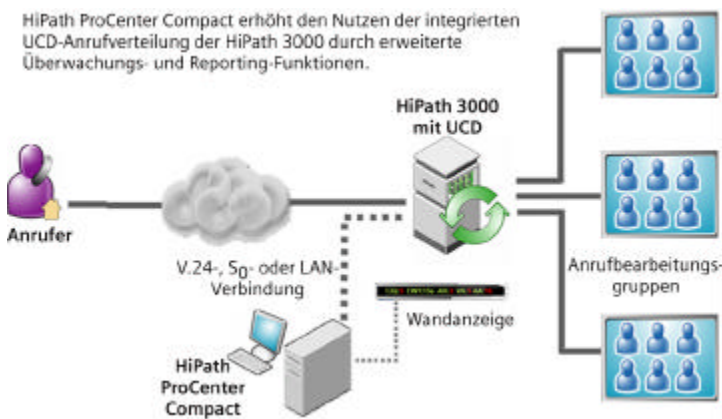 HiPath ProCenter Compact erhöht den Nutzen der integrierten
UCD-Anrufverteilung der HiPath 3000 durch erweiterte
Überwachungs- und Reporting-Funktionen.
HiPath 3000
mit UCD
Anrufer
V.24-, S0- oder LAN-
Verbindung
Anrufbearbeitungs-
gruppen
Wandanzeige
HiPath
ProCenter
Compact